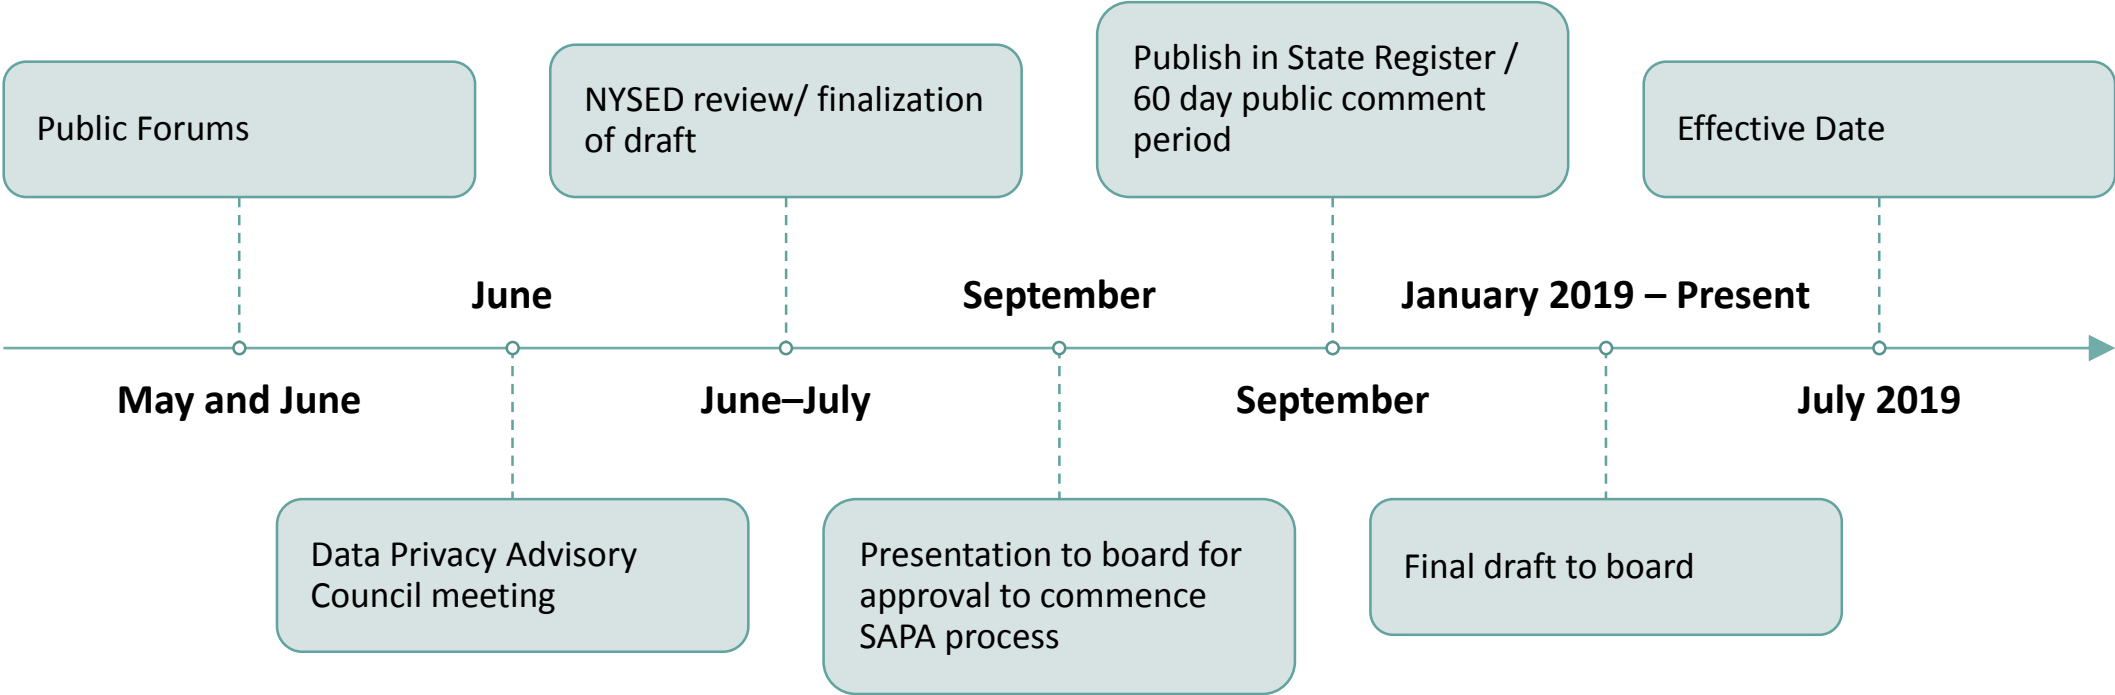 Public Forums
May and June
June
Data Privacy Advisory
Council meeting
NYSED review/ finalization
of draft
June–July
September
Presentation to board for
approval to commence
SAPA process
Publish in State Register /
60 day public comment
period
September
January 2019 – Present
Final draft to board
Effective Date
July 2019